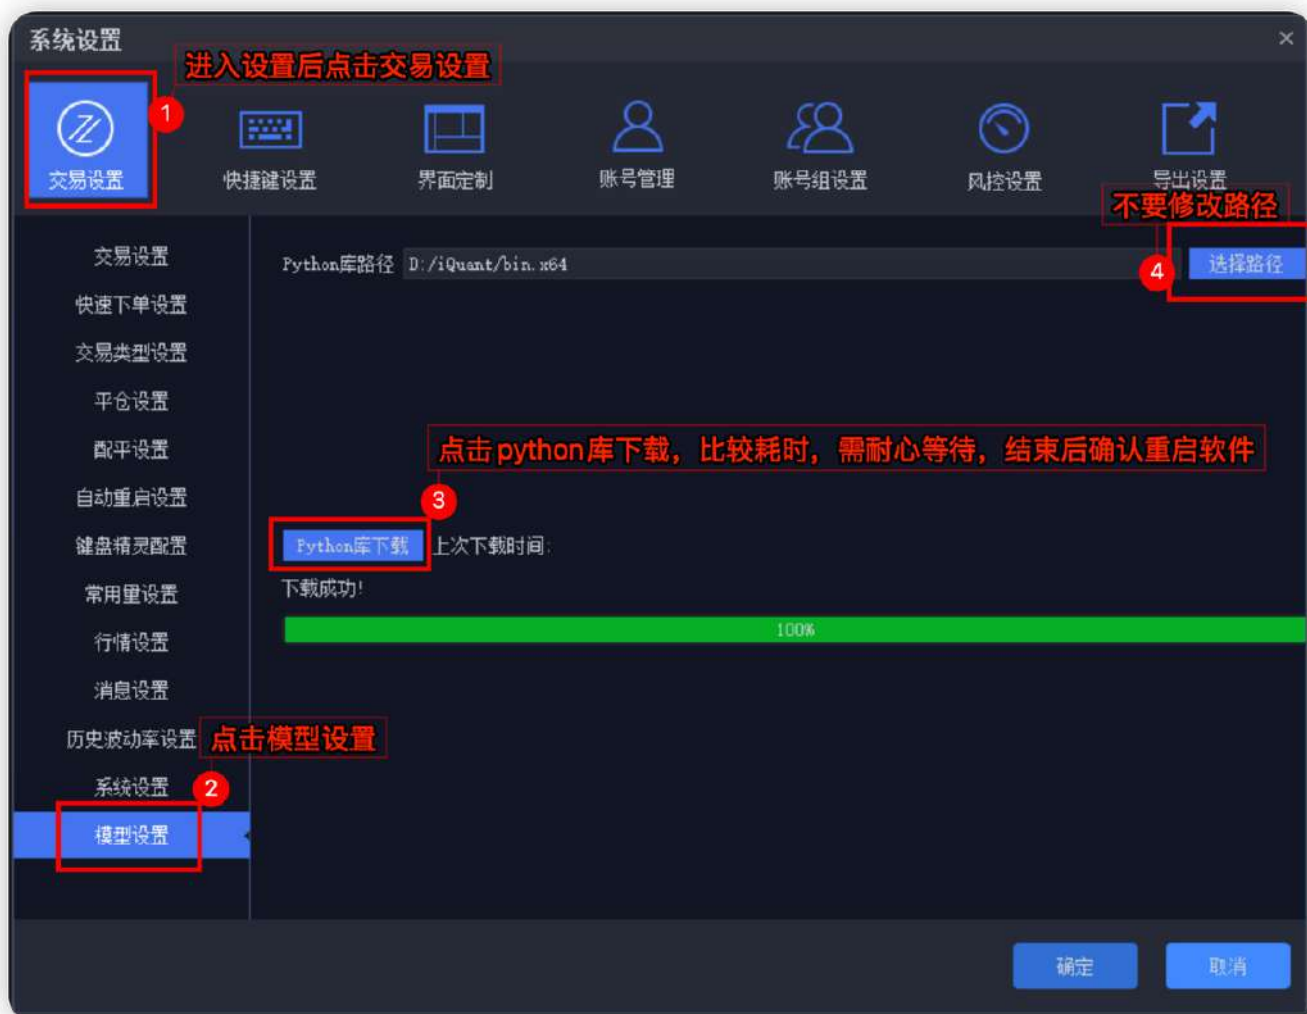 系统设置
进入设置后点击交易设置
1
交易设置
快捷键设置
界面定制
账号管理
账号组设置
风控设置
导出设置
不要修改路径
交易设置
Python库路径 D:/iQuant/bin.x64
4
选择路径
快速下单设置
交易类型设置
平仓设置
配平设置
点击python库下载，比较耗时，需耐心等待，结束后确认重启软件
自动重启设置
3
键盘精灵配置
Python库下载 上次下载时间:
常用量设置
下载成功!
行情设置
100%
消息设置
历史波动率设置
点击模型设置
系统设置
2
模型设置
确定
取消